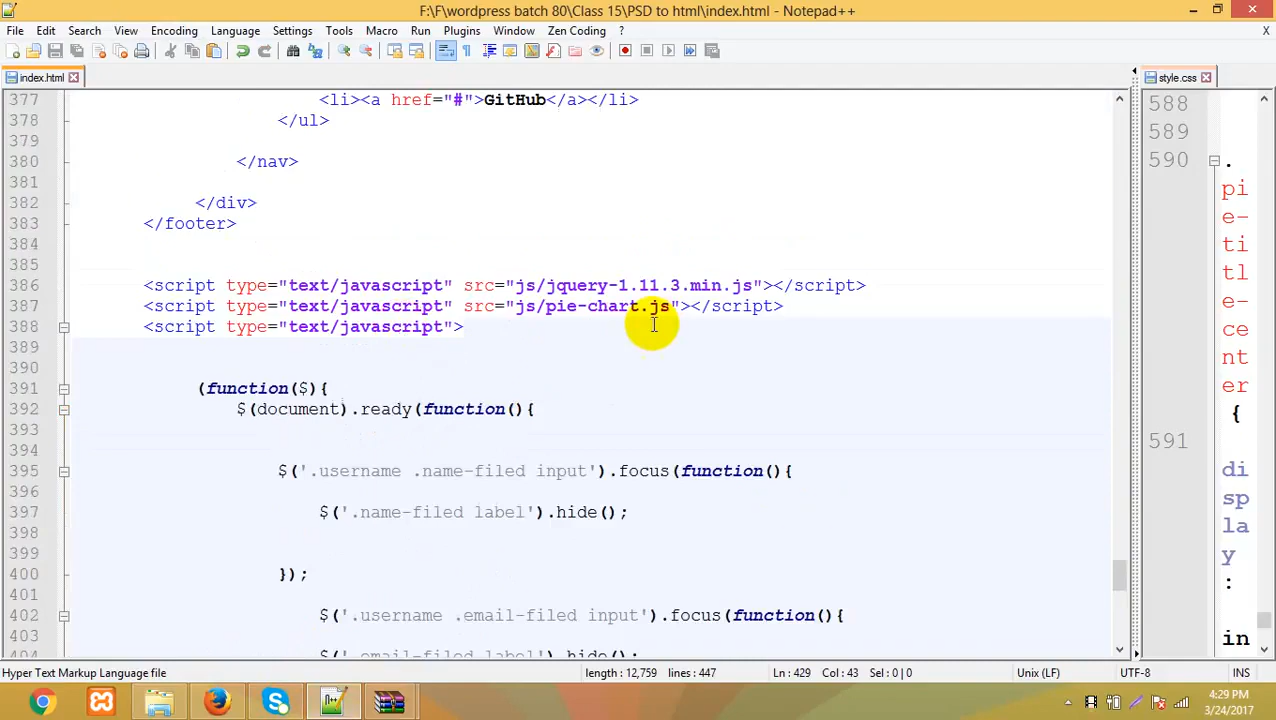 F:\F\wordpress batch 80\Class 15\PSD to html\index.html - Notepad++
File Edit Search View Encoding Language Settings Tools Macro Run Plugins Window Zen Coding ? X
index.html
style.css
377 <li><a href="#">GitHub</a></li>
378 </ul>
379
380 </nav>
381
382 </div>
383 </footer>
384
385
386 <script type="text/javascript" src="js/jquery-1.11.3.min.js"></script>
387 <script type="text/javascript" src="js/pie-chart.js"></script>
388 <script type="text/javascript">
389
390
391 (function($){
392 $(document).ready(function(){
393
394
395 $('.username .name-filed input').focus(function(){
396
397 $('.name-filed label').hide();
398
399
400 });
401
402 $('.username .email-filed input').focus(function(){
403
$('.email-filed label').hide();
588
589
590 .
pi
e-
ti
tl
e-
ce
nt
er
{
591
di
sp
la
y
:
in
Hyper Text Markup Language file length : 12,759 lines : 447 Ln : 429 Col : 43 Sel : 0 | 0 Unix (LF) UTF-8 INS
4:29 PM
3/24/2017